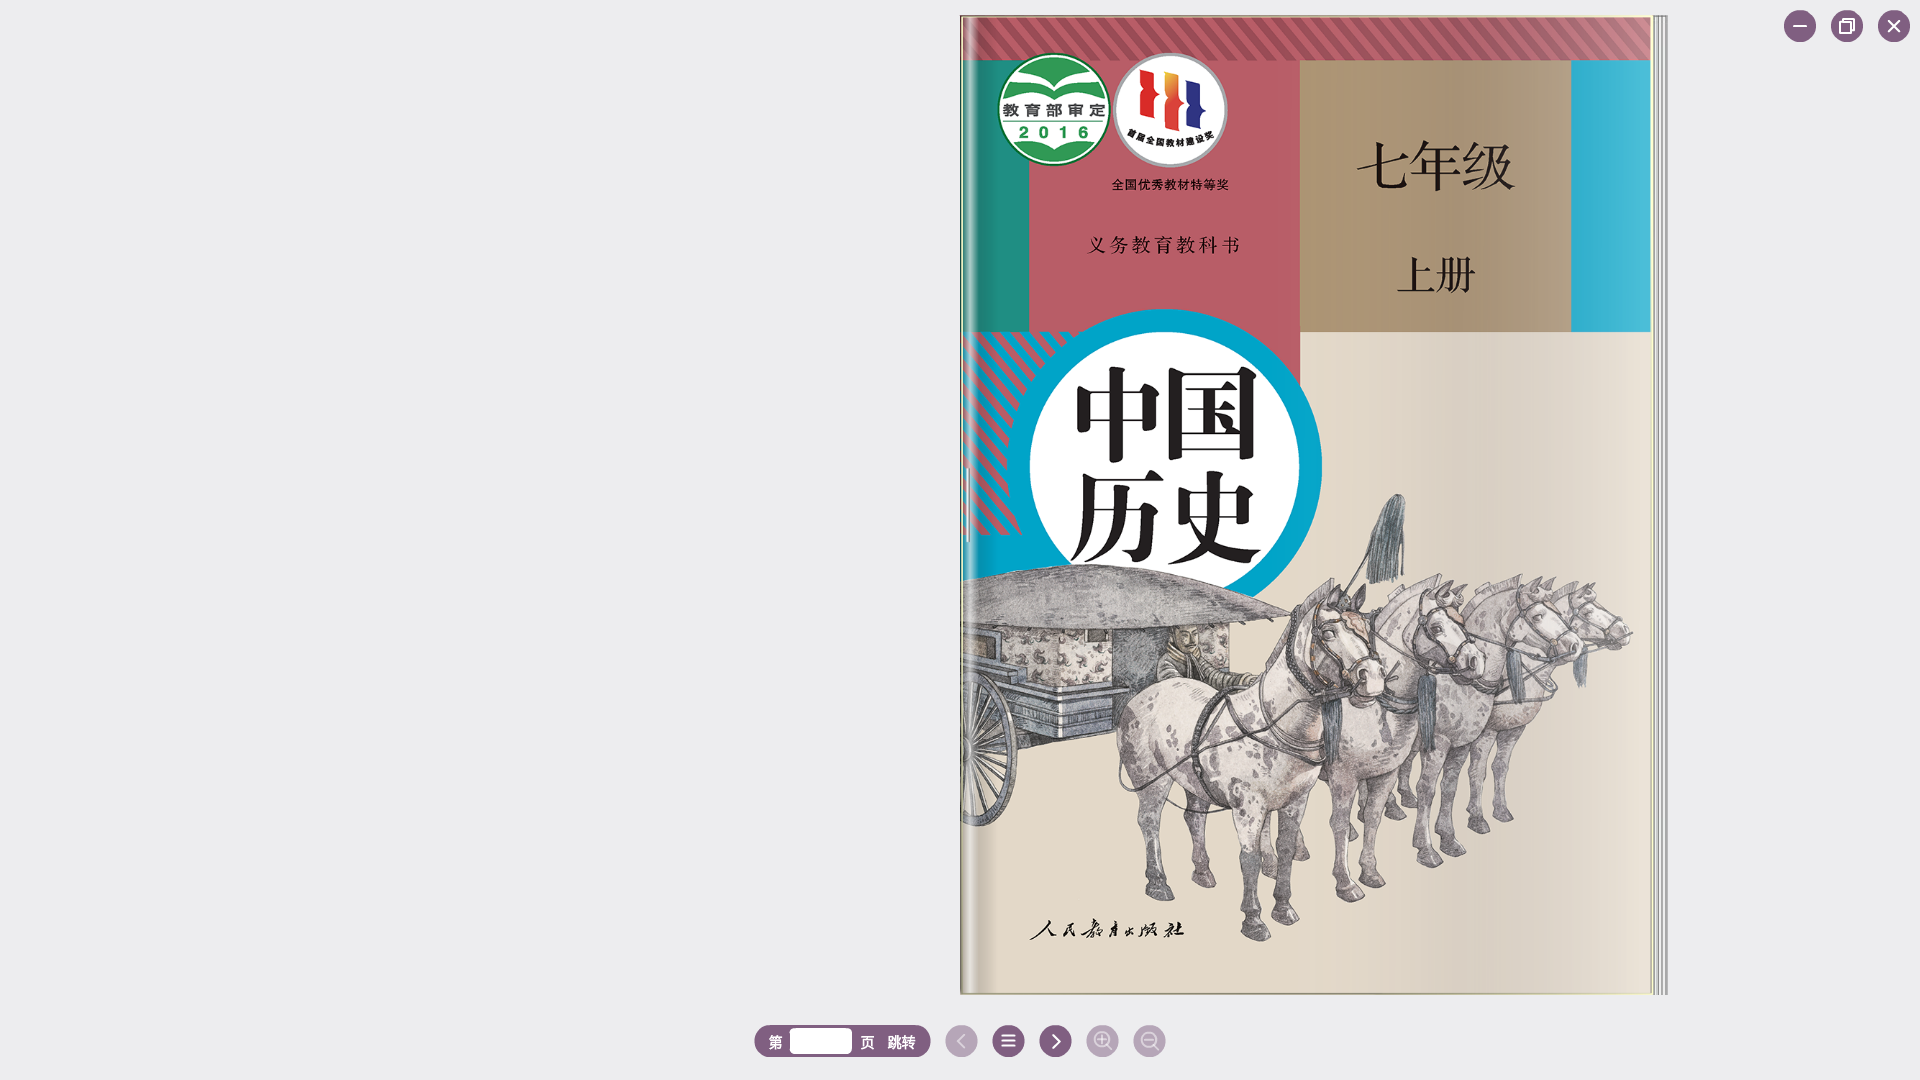 教育部审定
2016
首届全国教材建设奖
全国优秀教材特等奖
义务教育教科书
七年级
上册
中国
历史
人民教育出版社
第 页 跳转